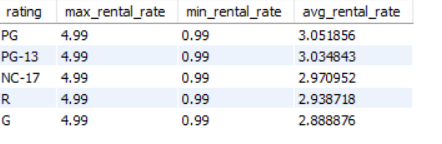 rating max_rental_rate min_rental_rate avg_rental_rate
PG 4.99 0.99 3.051856
PG-13 4.99 0.99 3.034843
NC-17 4.99 0.99 2.970952
R 4.99 0.99 2.938718
G 4.99 0.99 2.888876